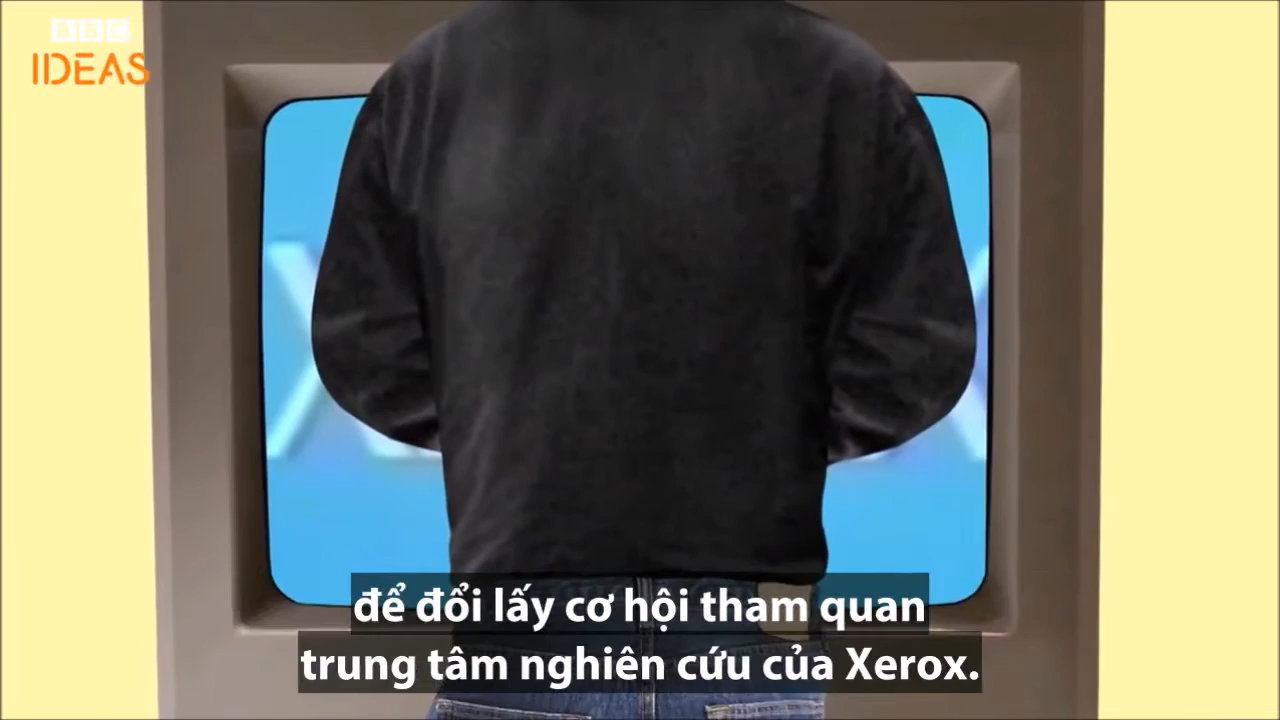 BBC
IDEAS
để đổi lấy cơ hội tham quan
trung tâm nghiên cứu của Xerox.